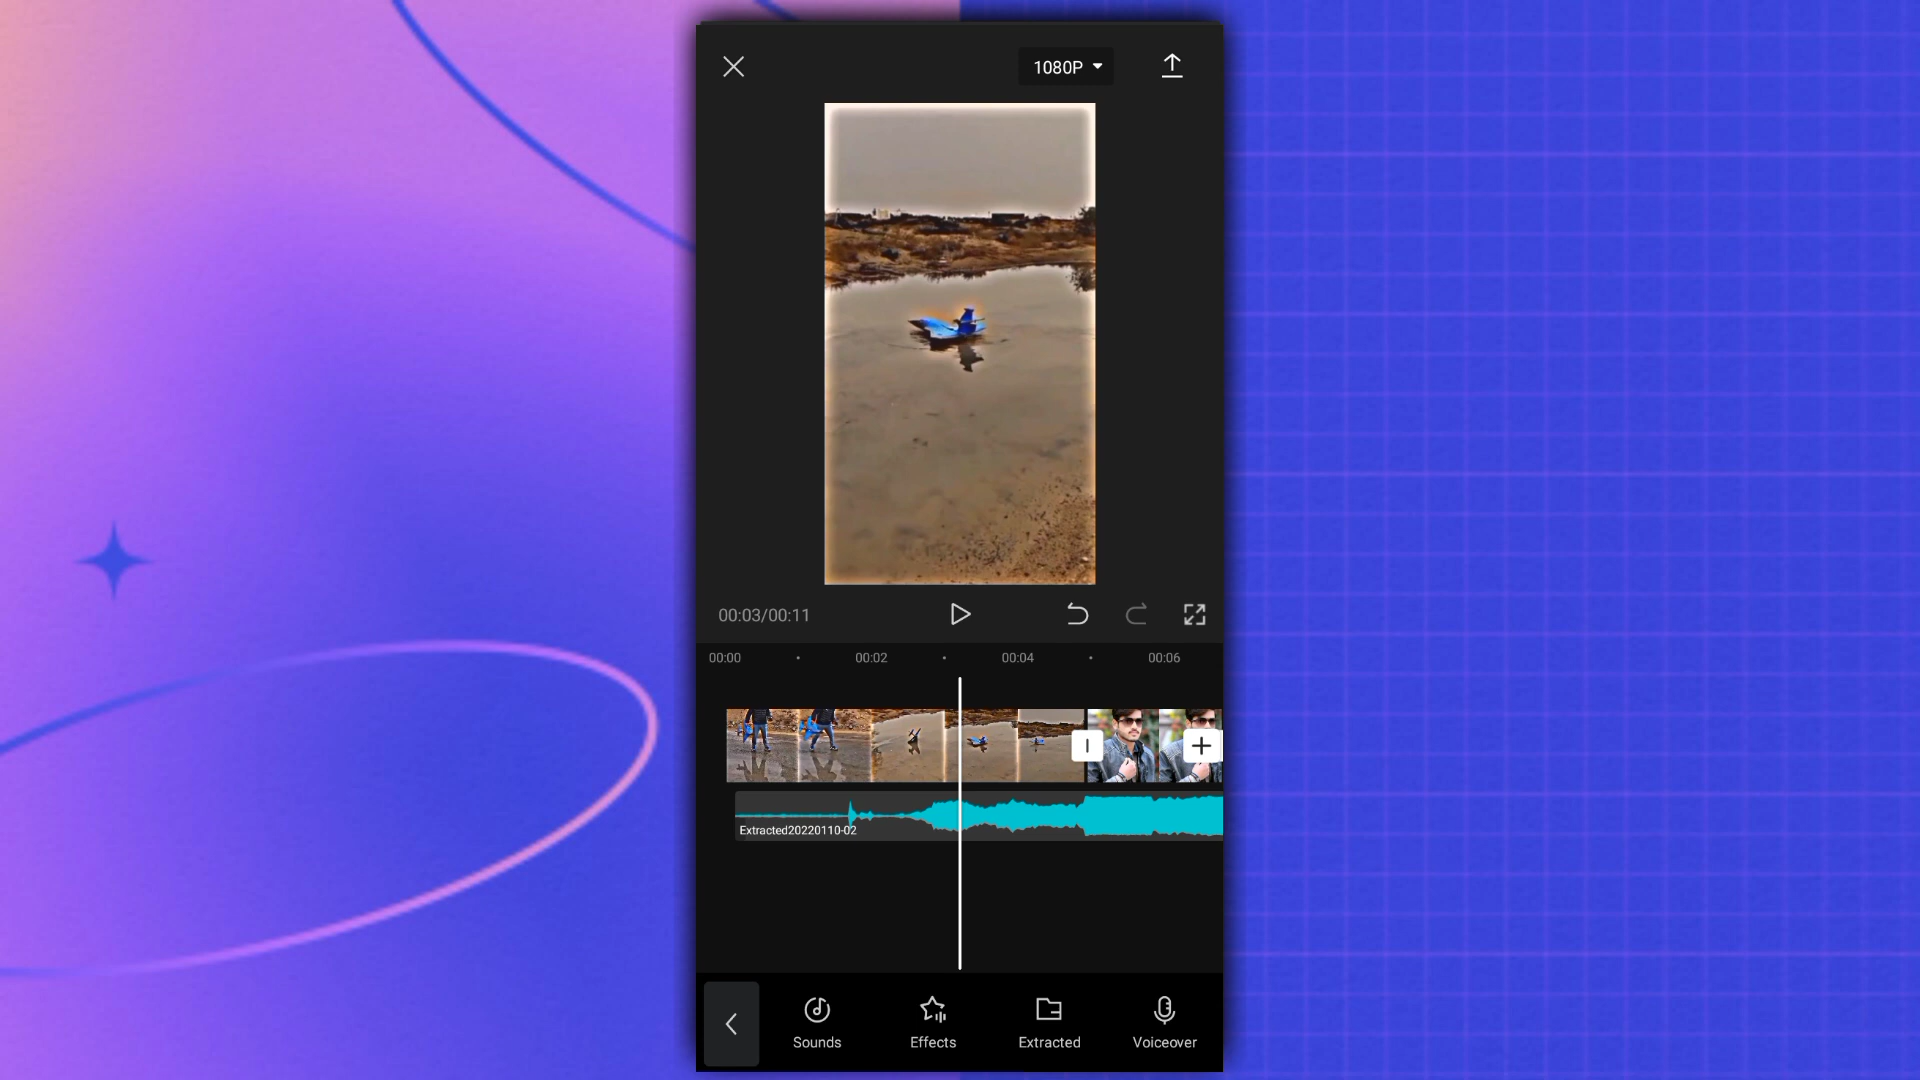 1080P
00:03/00:11
00:00 00:02 00:04 00:06
Extracted20220110-02
Sounds Effects Extracted Voiceover